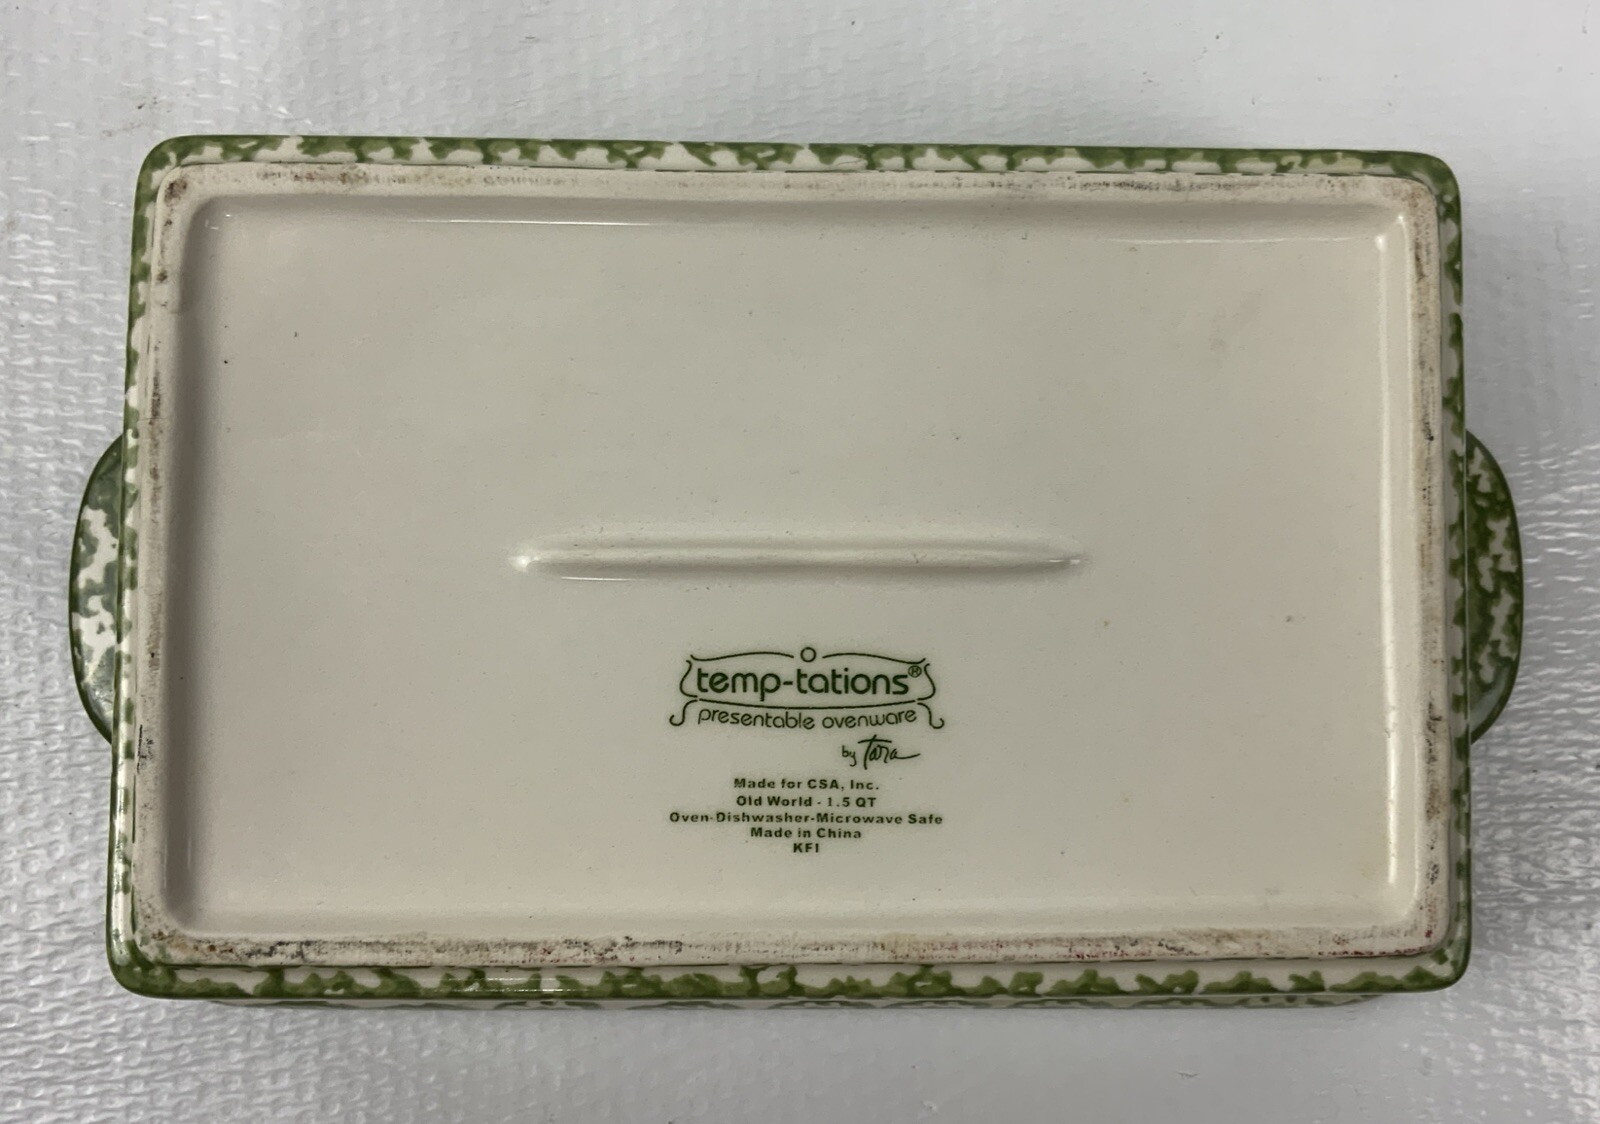 temp-tations®
presentable ovenware
by Tara
Made for CSA, Inc.
Old World - 1.5 QT
Oven-Dishwasher-Microwave Safe
Made in China
KFI